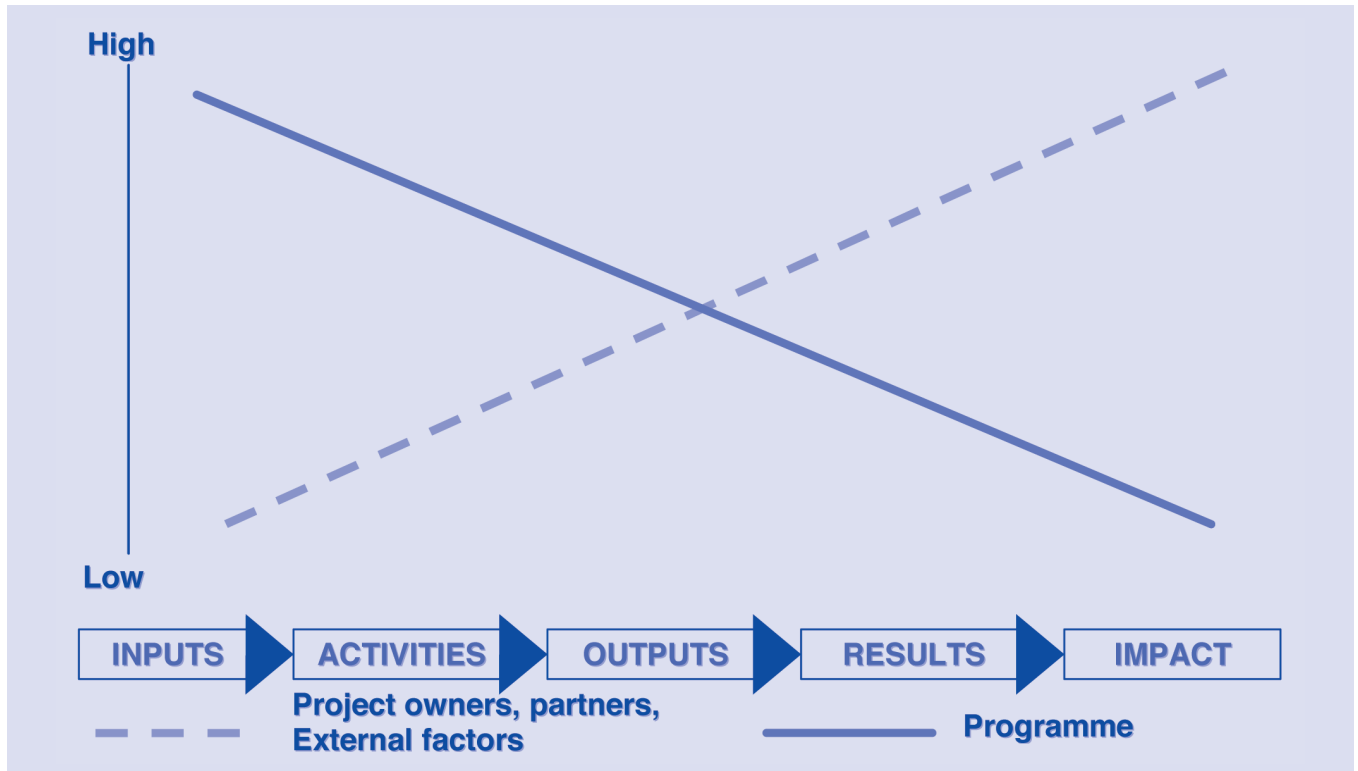 High
Low
INPUTS
ACTIVITIES
OUTPUTS
RESULTS
IMPACT
Project owners, partners,
External factors
Programme